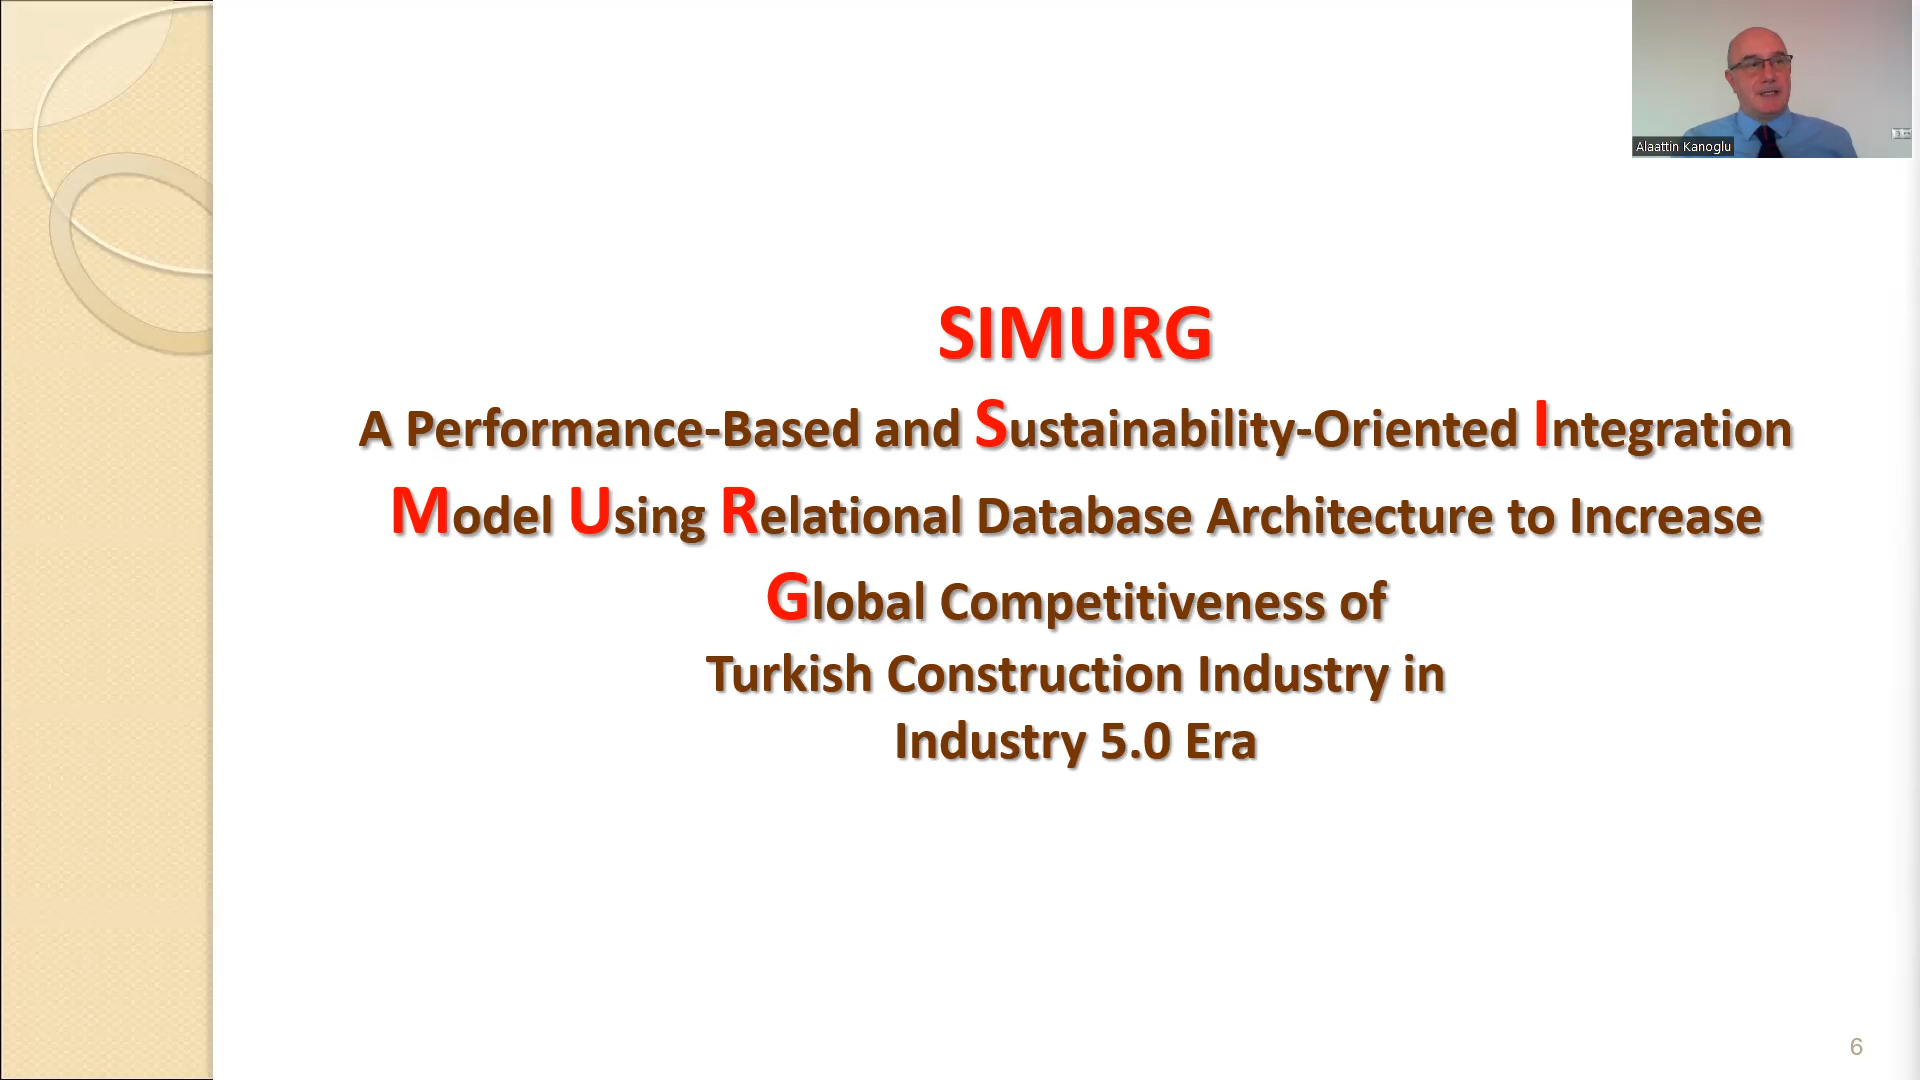 Alaattin Kanoglu
SIMURG
A Performance-Based and Sustainability-Oriented Integration
Model Using Relational Database Architecture to Increase
Global Competitiveness of
Turkish Construction Industry in
Industry 5.0 Era
6